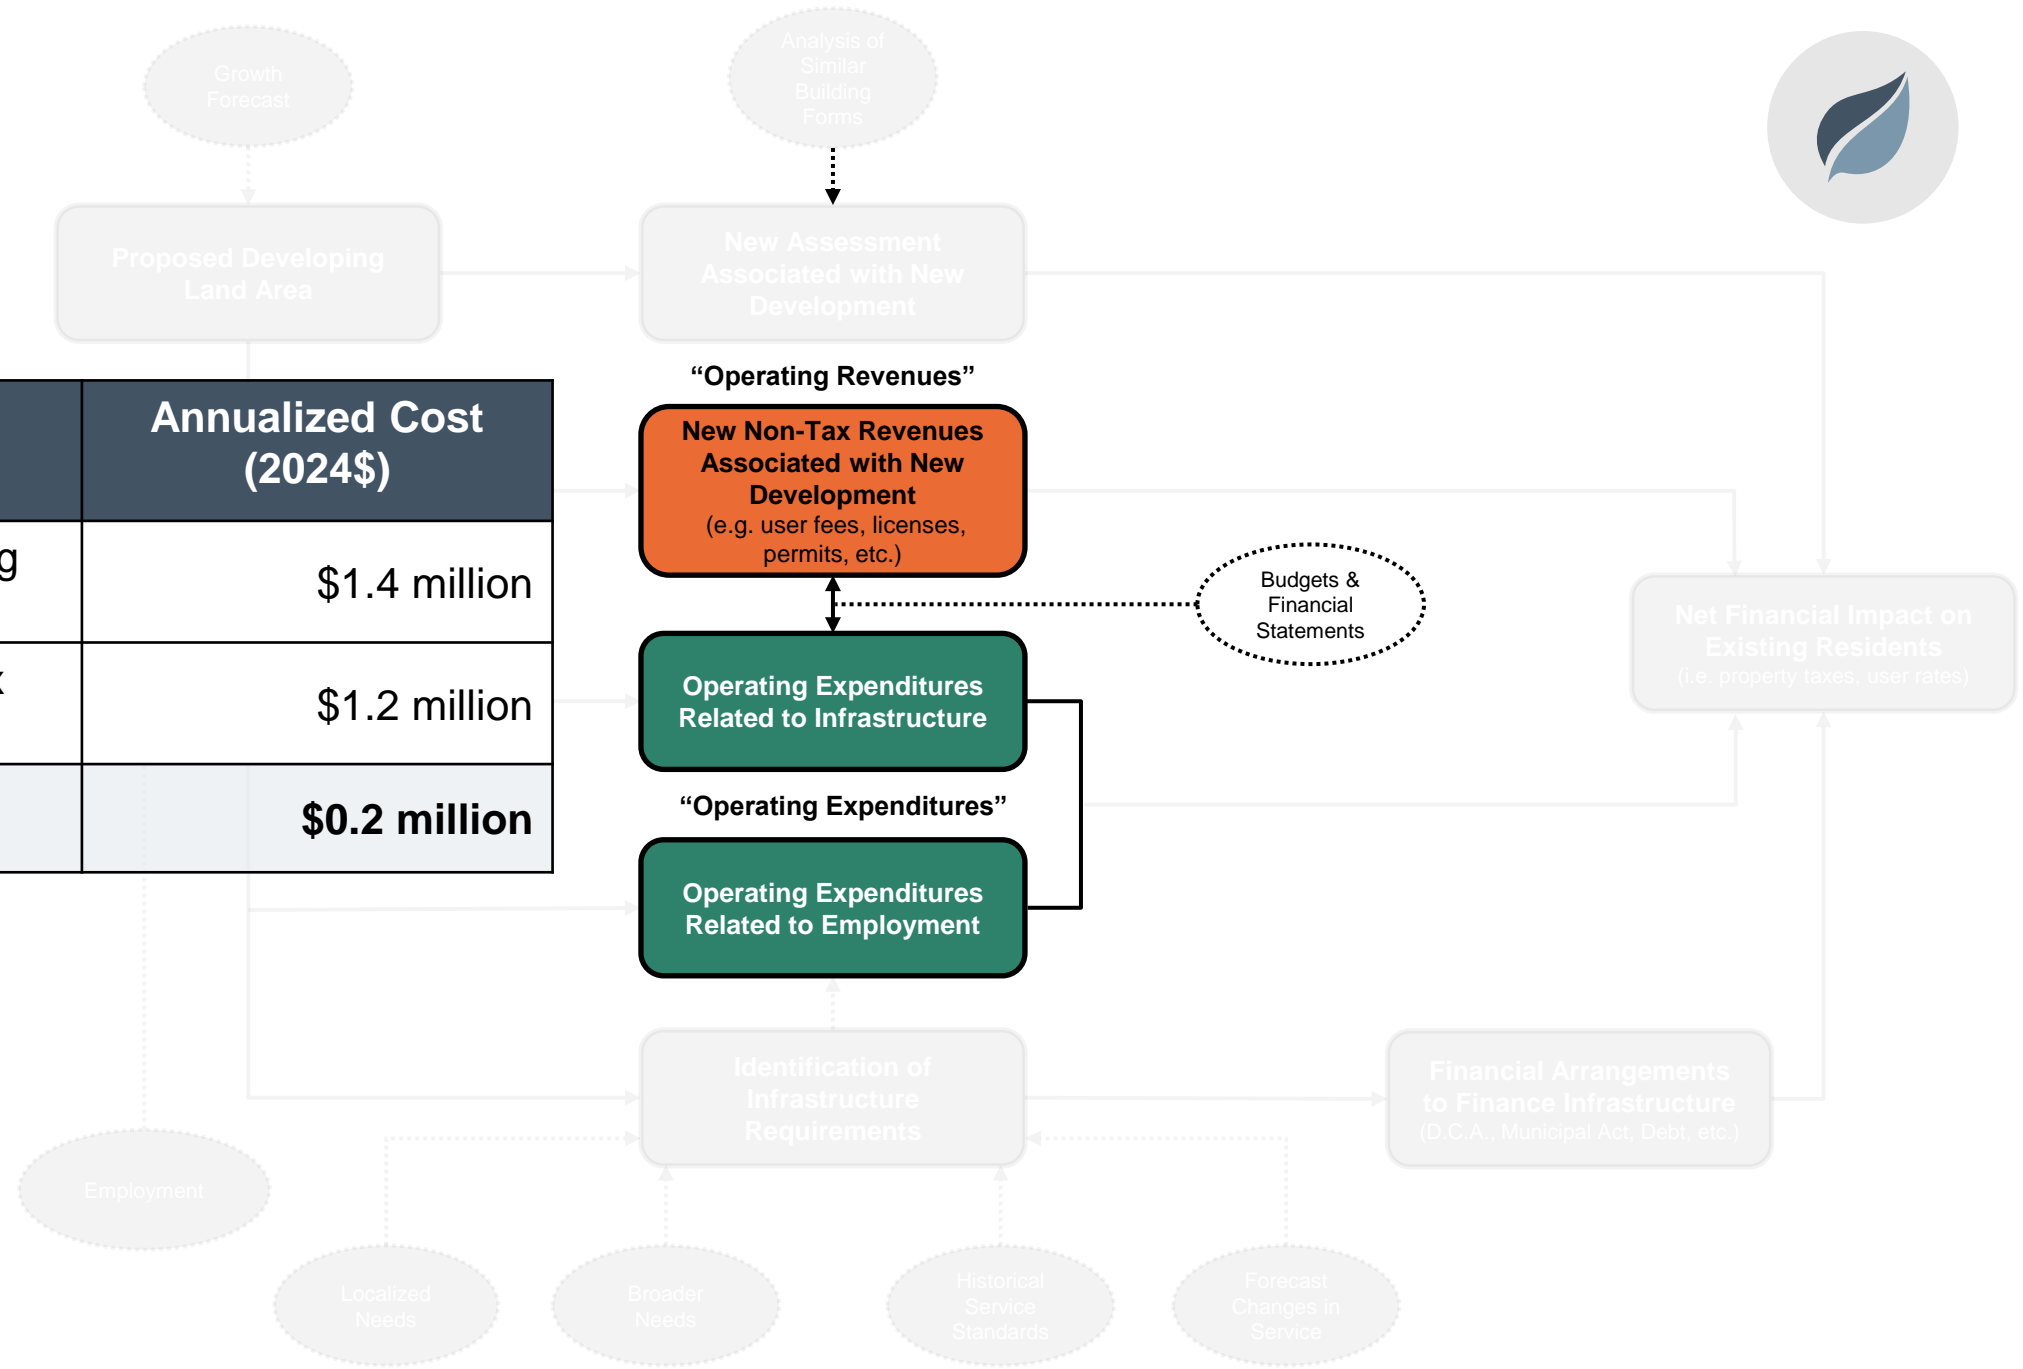 Growth
Forecast
Analysis of
Similar
Building
Forms
Proposed Developing
Land Area
New Assessment
Associated with New
Development
“Operating Revenues”
Annualized Cost
(2024$)
New Non-Tax Revenues
Associated with New
Development
(e.g. user fees, licenses,
permits, etc.)
g
$1.4 million
Budgets &
Financial
Statements
Net Financial Impact on
Existing Residents
(i.e. property taxes, user rates)
x
$1.2 million
Operating Expenditures
Related to Infrastructure
“Operating Expenditures”
$0.2 million
Operating Expenditures
Related to Employment
Identification of
Infrastructure
Requirements
Financial Arrangements
to Finance Infrastructure
(D.C.A., Municipal Act, Debt, etc.)
Employment
Localized
Needs
Broader
Needs
Historical
Service
Standards
Forecast
Changes in
Service